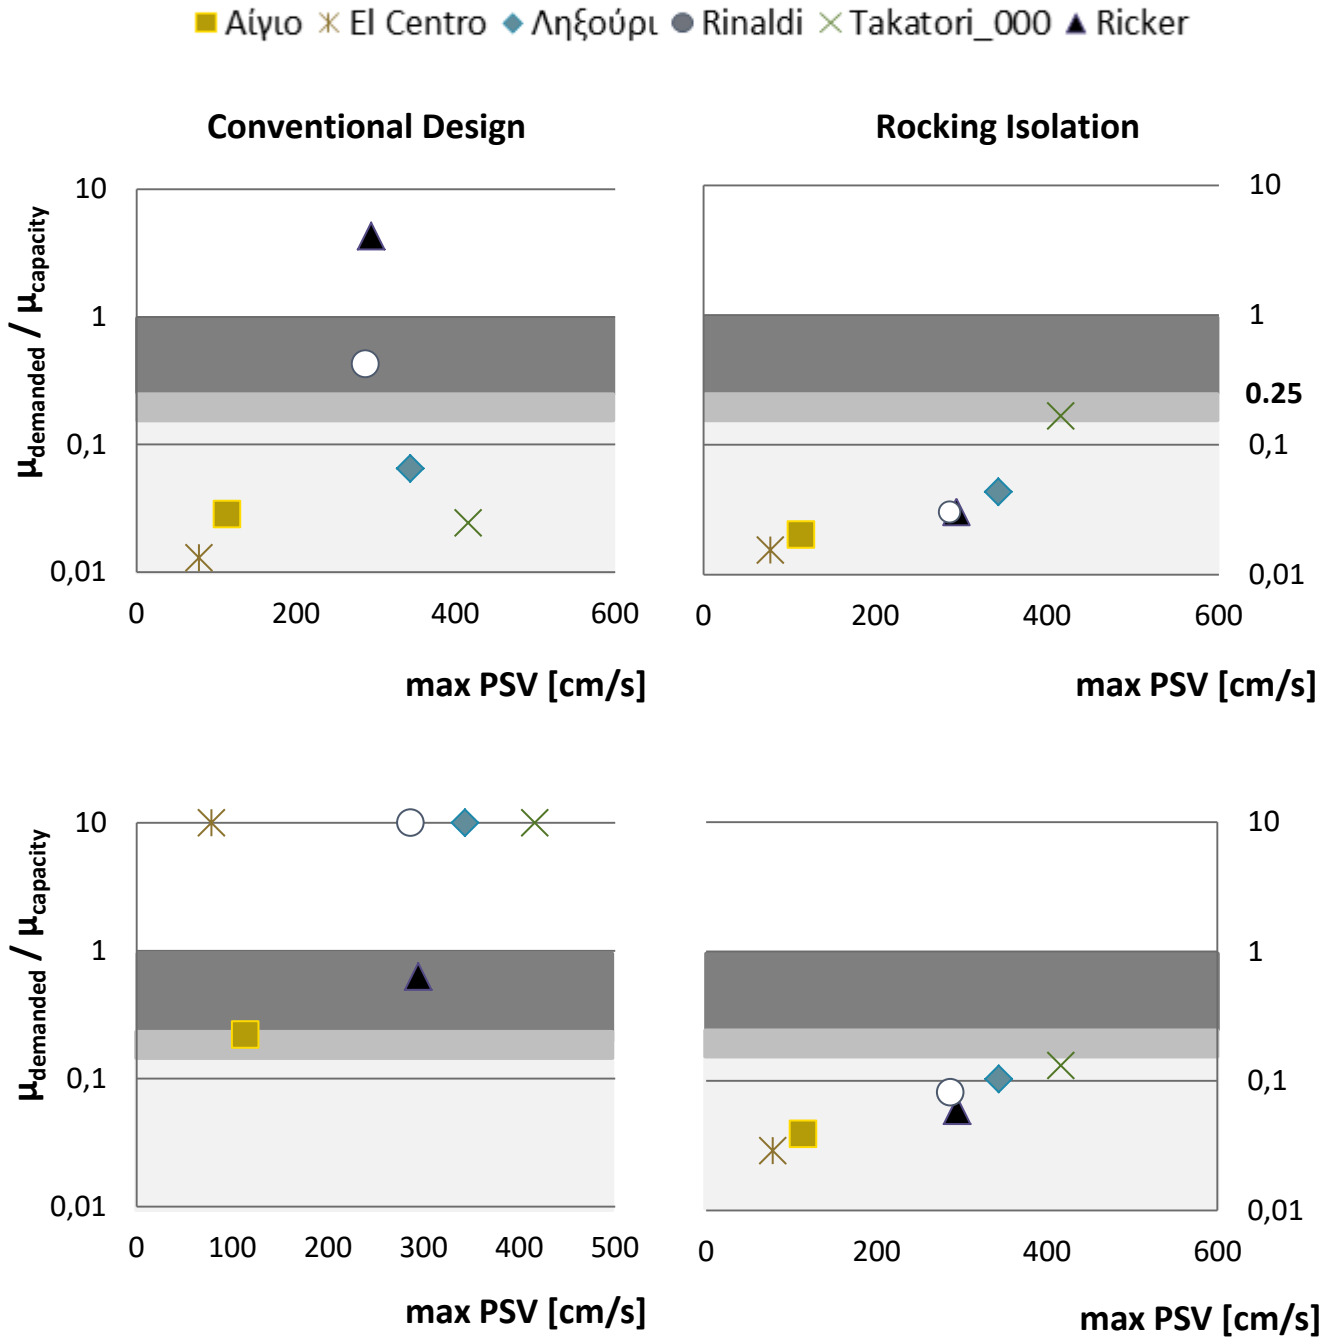 Αίγιο El Centro Ληξούρι Rinaldi Takatori_000 Ricker
Conventional Design
Rocking Isolation
μdemanded / μcapacity
10
1
0,1
0,01
0 200 400 600
max PSV [cm/s]
10
1
0.25
0,1
0,01
0 200 400 600
max PSV [cm/s]
μdemanded / μcapacity
10
1
0,1
0,01
0 100 200 300 400 500
max PSV [cm/s]
10
1
0,1
0,01
0 200 400 600
max PSV [cm/s]